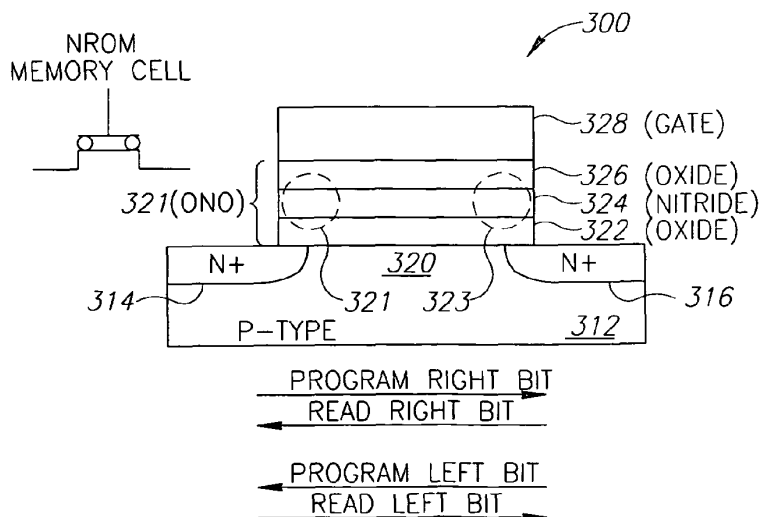 300
NROM
MEMORY CELL
328 (GATE)
326 (OXIDE)
321(ONO)
324 (NITRIDE)
322 (OXIDE)
N+
320
N+
314
321
323
316
P-TYPE
312
PROGRAM RIGHT BIT
READ RIGHT BIT
PROGRAM LEFT BIT
READ LEFT BIT